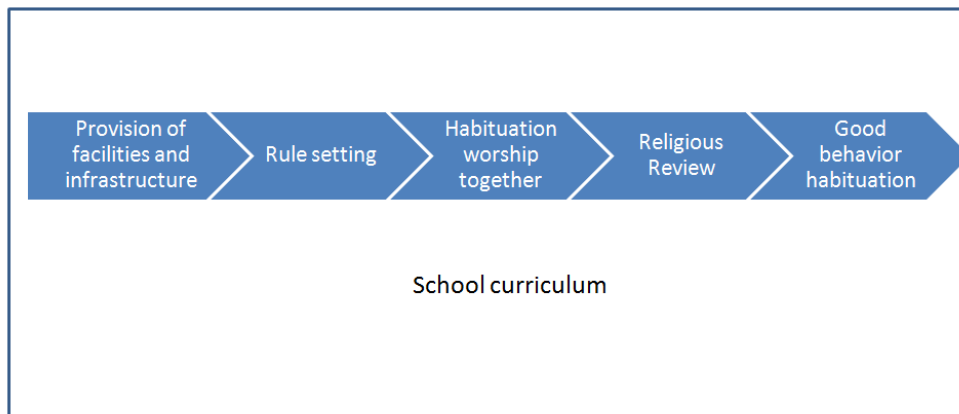 Provision of
facilities and
infrastructure
Rule setting
Habituation
worship
together
Religious
Review
Good
behavior
habituation
School curriculum